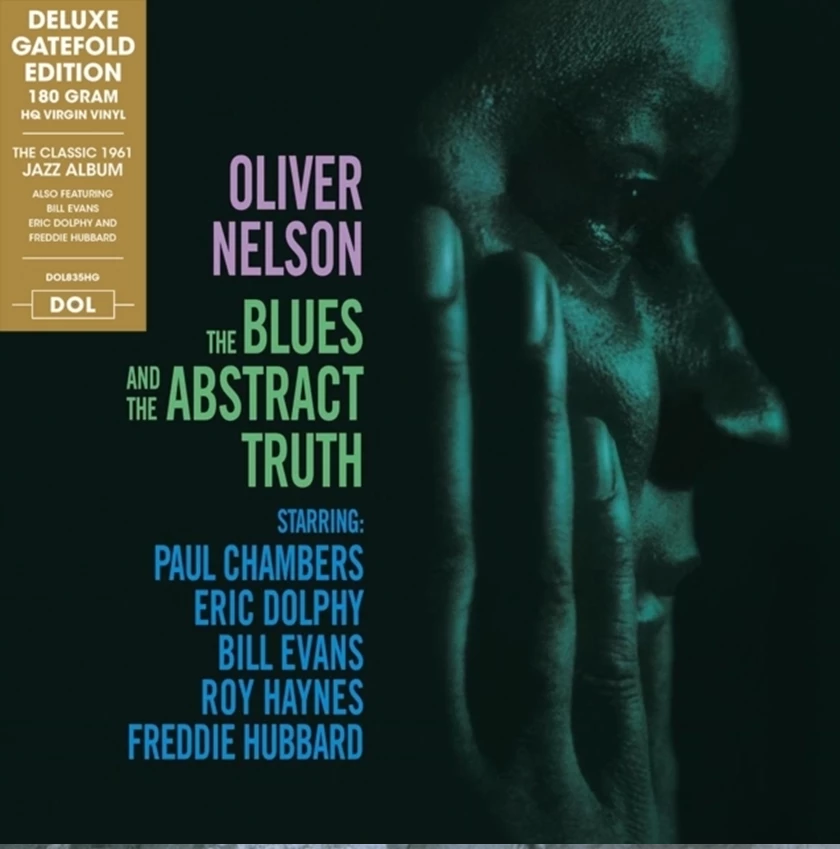 DELUXE
GATEFOLD
EDITION
180 GRAM
HQ VIRGIN VINYL
THE CLASSIC 1961
JAZZ ALBUM
ALSO FEATURING
BILL EVANS
ERIC DOLPHY AND
FREDDIE HUBBARD
DOL835HG
DOL
OLIVER
NELSON
THE BLUES
AND THE ABSTRACT
TRUTH
STARRING:
PAUL CHAMBERS
ERIC DOLPHY
BILL EVANS
ROY HAYNES
FREDDIE HUBBARD